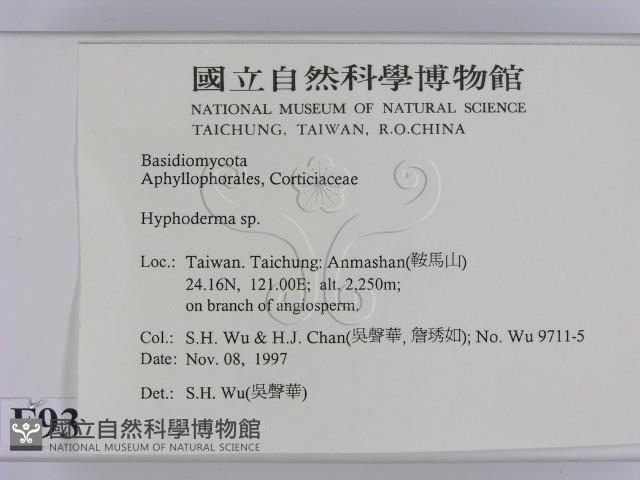 國立自然科學博物館
NATIONAL MUSEUM OF NATURAL SCIENCE
TAICHUNG, TAIWAN, R.O.CHINA
Basidiomycota
Aphyllophorales, Corticiaceae
Hyphoderma sp.
Loc.: Taiwan. Taichung: Anmashan(鞍馬山)
24.16N, 121.00E; alt. 2,250m;
on branch of angiosperm.
Col.: S.H. Wu & H.J. Chan(吳聲華, 詹琇如); No. Wu 9711-5
Date: Nov. 08, 1997
Det.: S.H. Wu(吳聲華)
F93
國立自然科學博物館
NATIONAL MUSEUM OF NATURAL SCIENCE